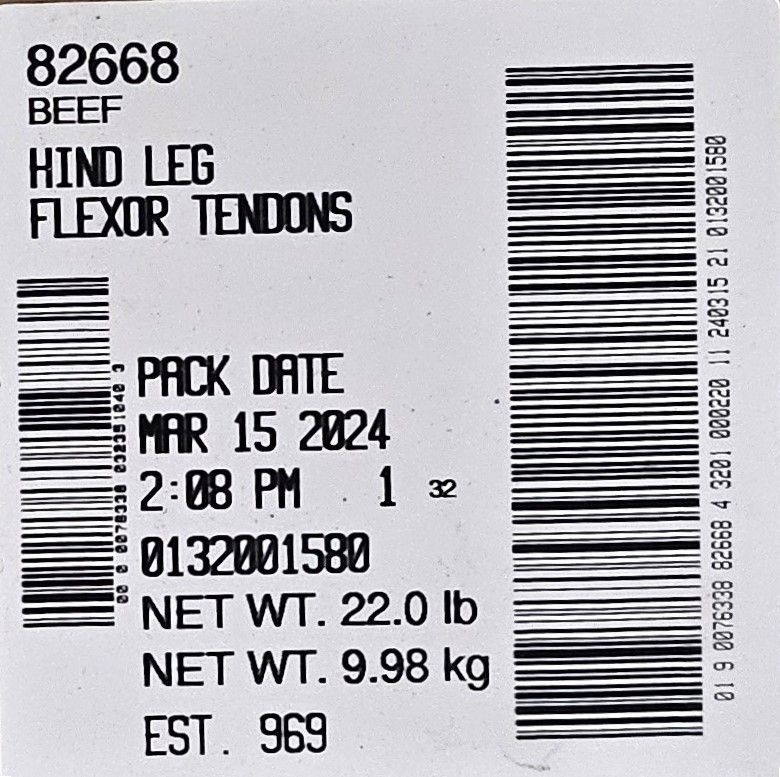 82668
BEEF
HIND LEG
FLEXOR TENDONS
PACK DATE
MAR 15 2024
2:08 PM 1 32
0132001580
NET WT. 22.0 lb
NET WT. 9.98 kg
EST. 969
00 0 0076338 032351040 3
01 9 0076338 82668 4 3201 000220 11 240315 21 0132001580